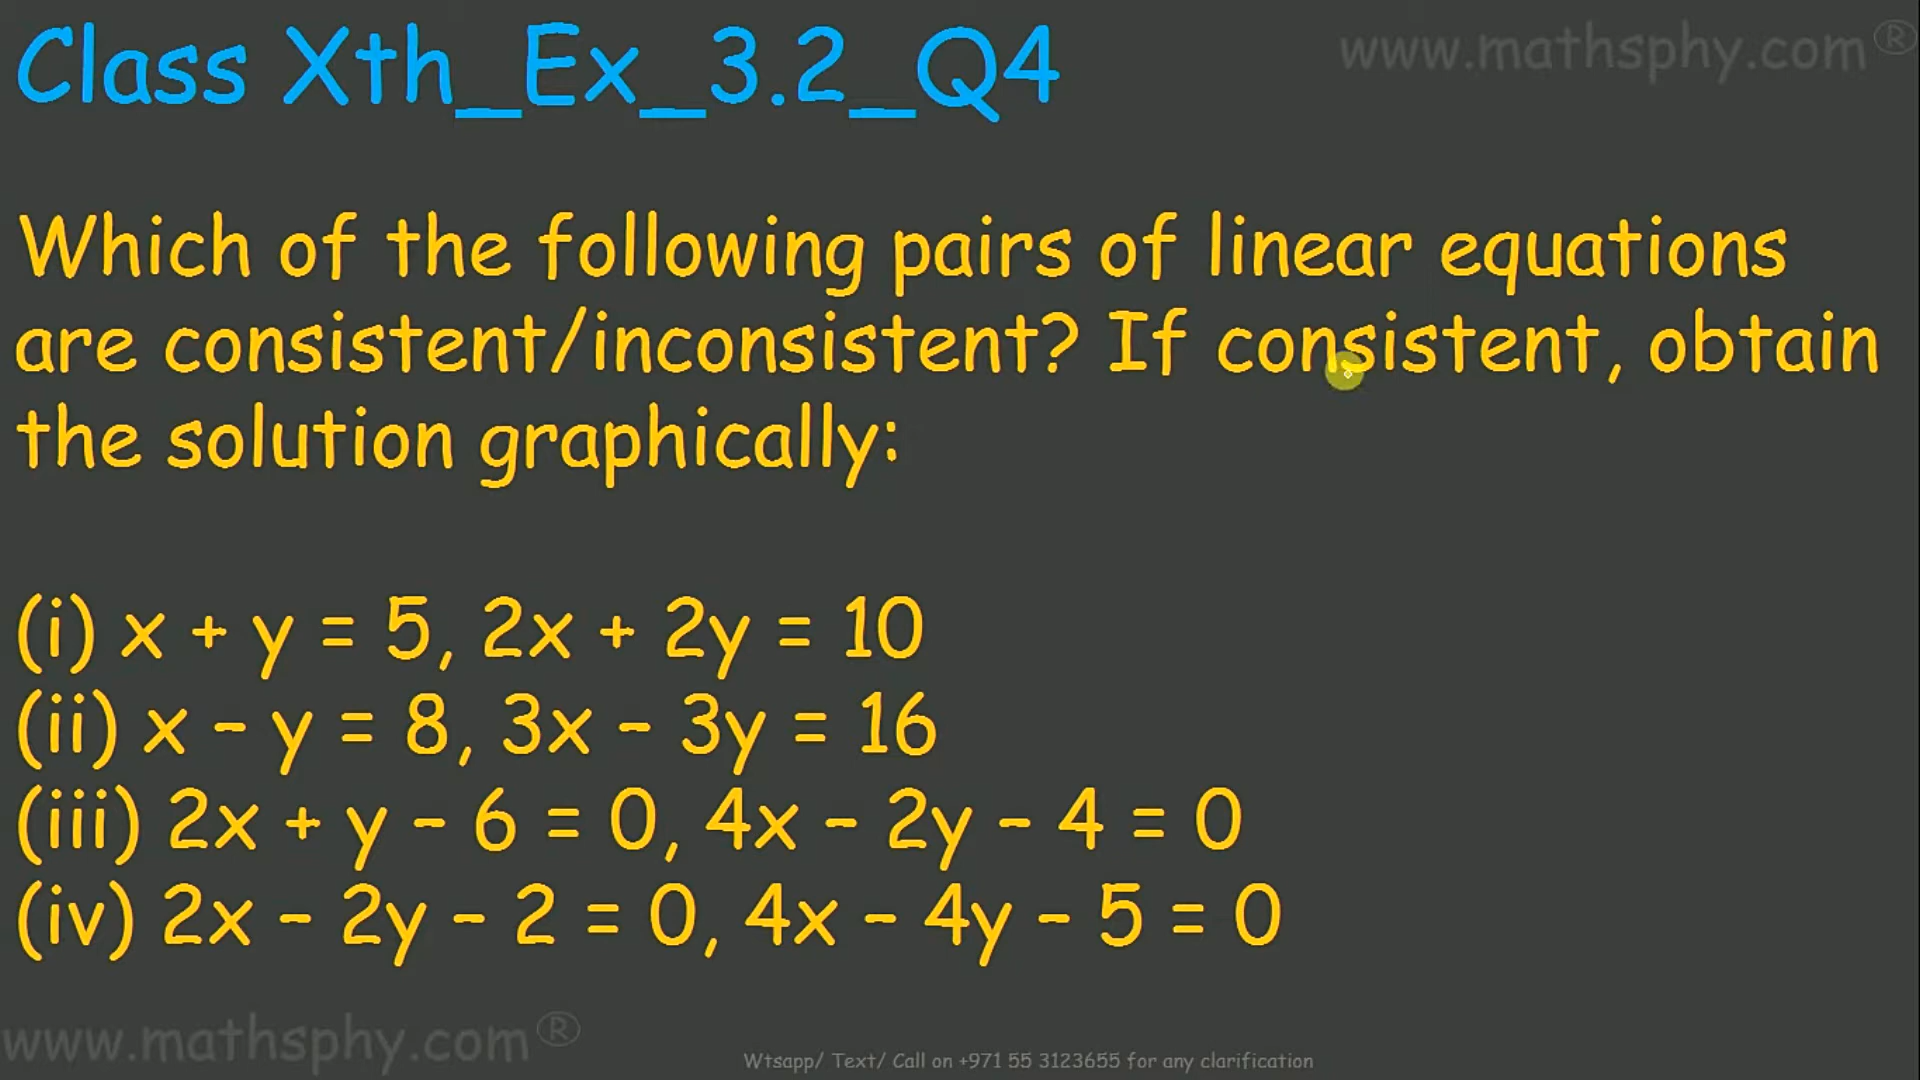 Class Xth_Ex_3.2_Q4
www.mathsphy.com®
Which of the following pairs of linear equations
are consistent/inconsistent? If consistent, obtain
the solution graphically:
(i) x + y = 5, 2x + 2y = 10
(ii) x – y = 8, 3x – 3y = 16
(iii) 2x + y – 6 = 0, 4x – 2y – 4 = 0
(iv) 2x – 2y – 2 = 0, 4x – 4y – 5 = 0
www.mathsphy.com®
Wtsapp/ Text/ Call on +971 55 3123655 for any clarification